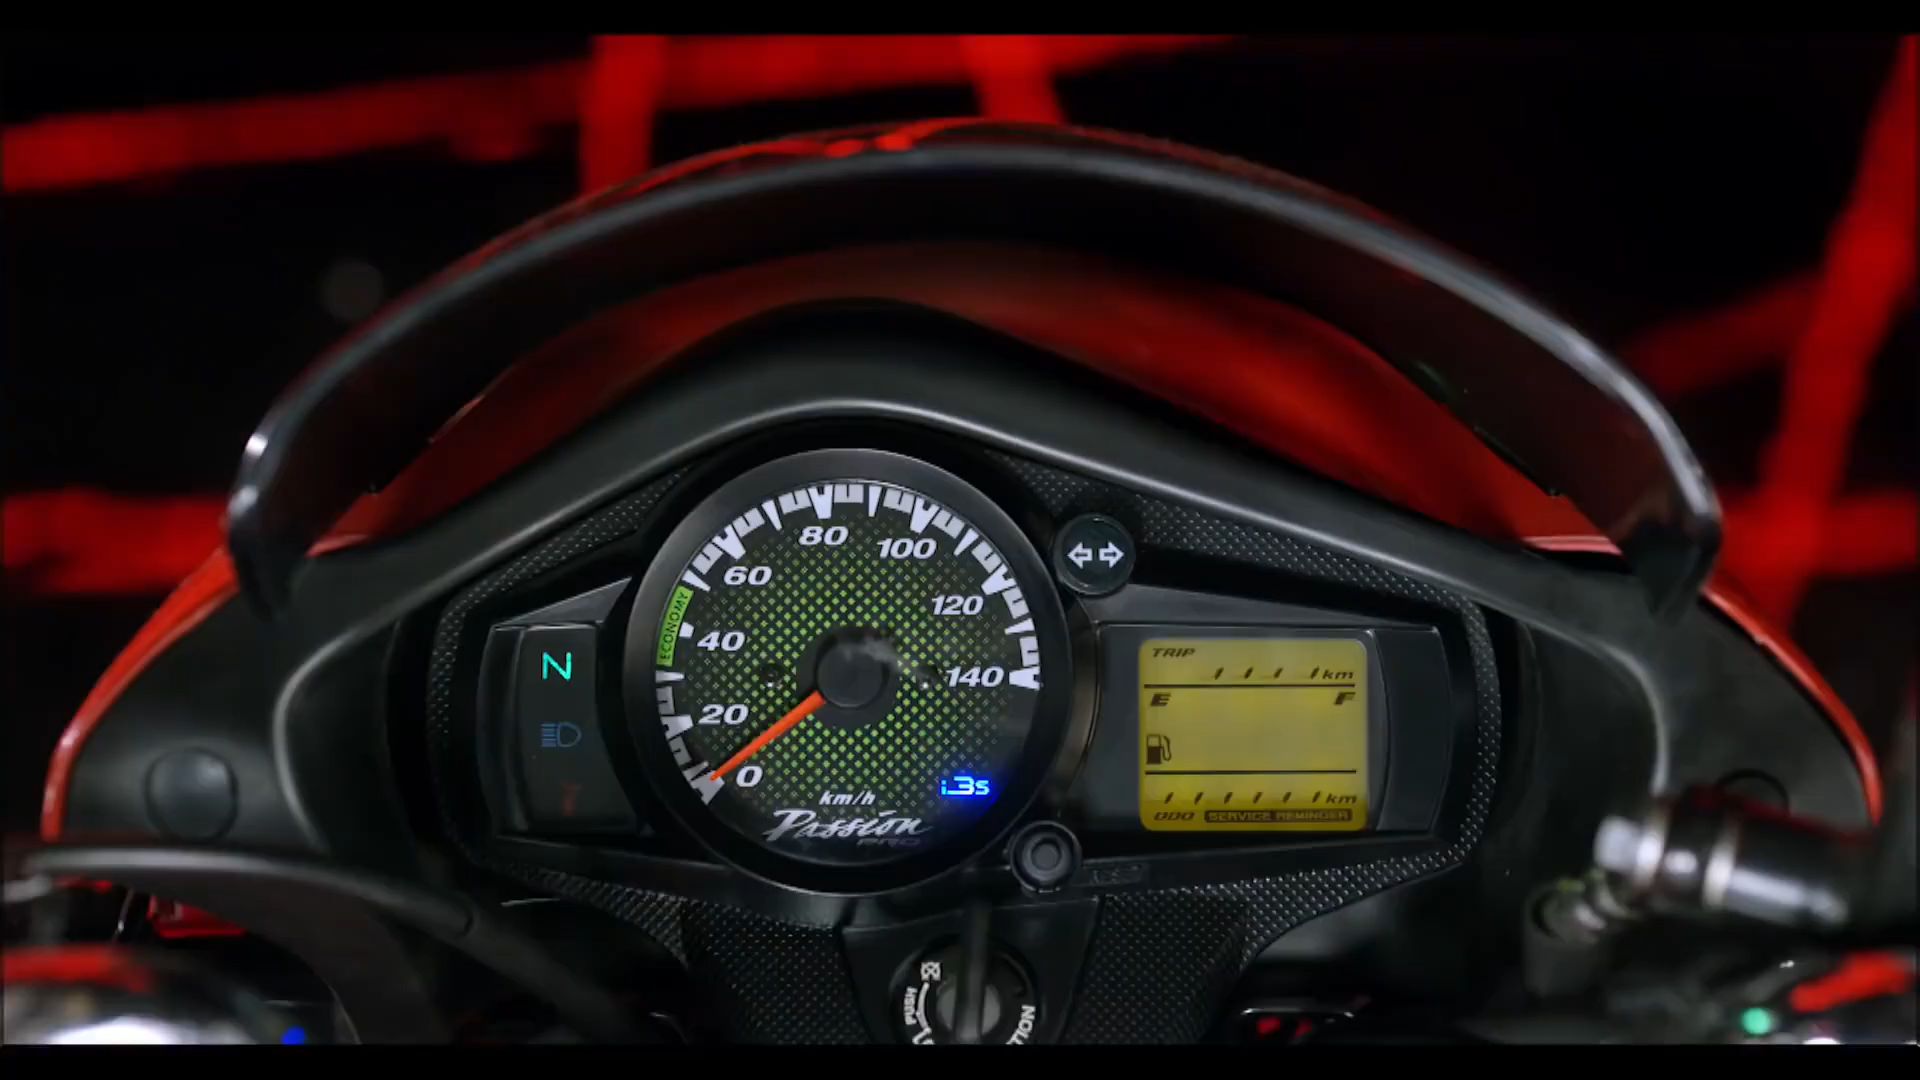 80
100
60
120
ECONOMY
40
140
20
0
km/h
i3s
Passion
PRO
N
TRIP
km
E F
km
ODO SERVICE REMINDER
PUSH